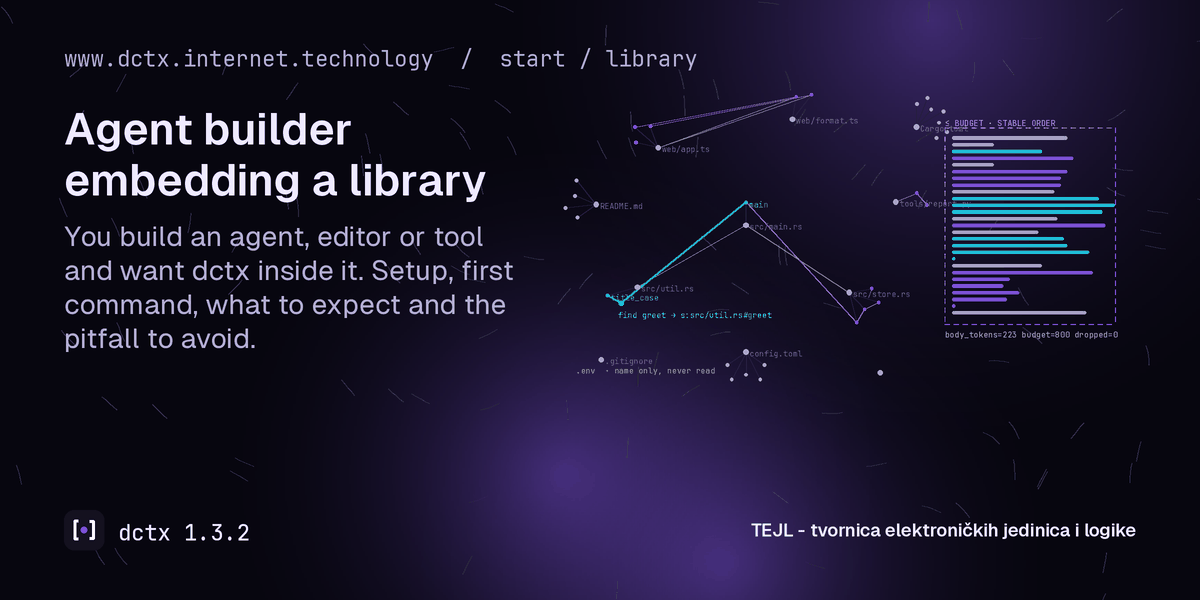 www.dctx.internet.technology / start / library
Agent builder
embedding a library
You build an agent, editor or tool
and want dctx inside it. Setup, first
command, what to expect and the
pitfall to avoid.
web/format.ts
web/app.ts
README.md
main
src/main.rs
src/util.rs
title_case
find greet → s:src/util.rs#greet
src/store.rs
.gitignore
.env · name only, never read
config.toml
≤ BUDGET · STABLE ORDER
body_tokens=223 budget=800 dropped=0
dctx 1.3.2
TEJL - tvornica elektroničkih jedinica i logike